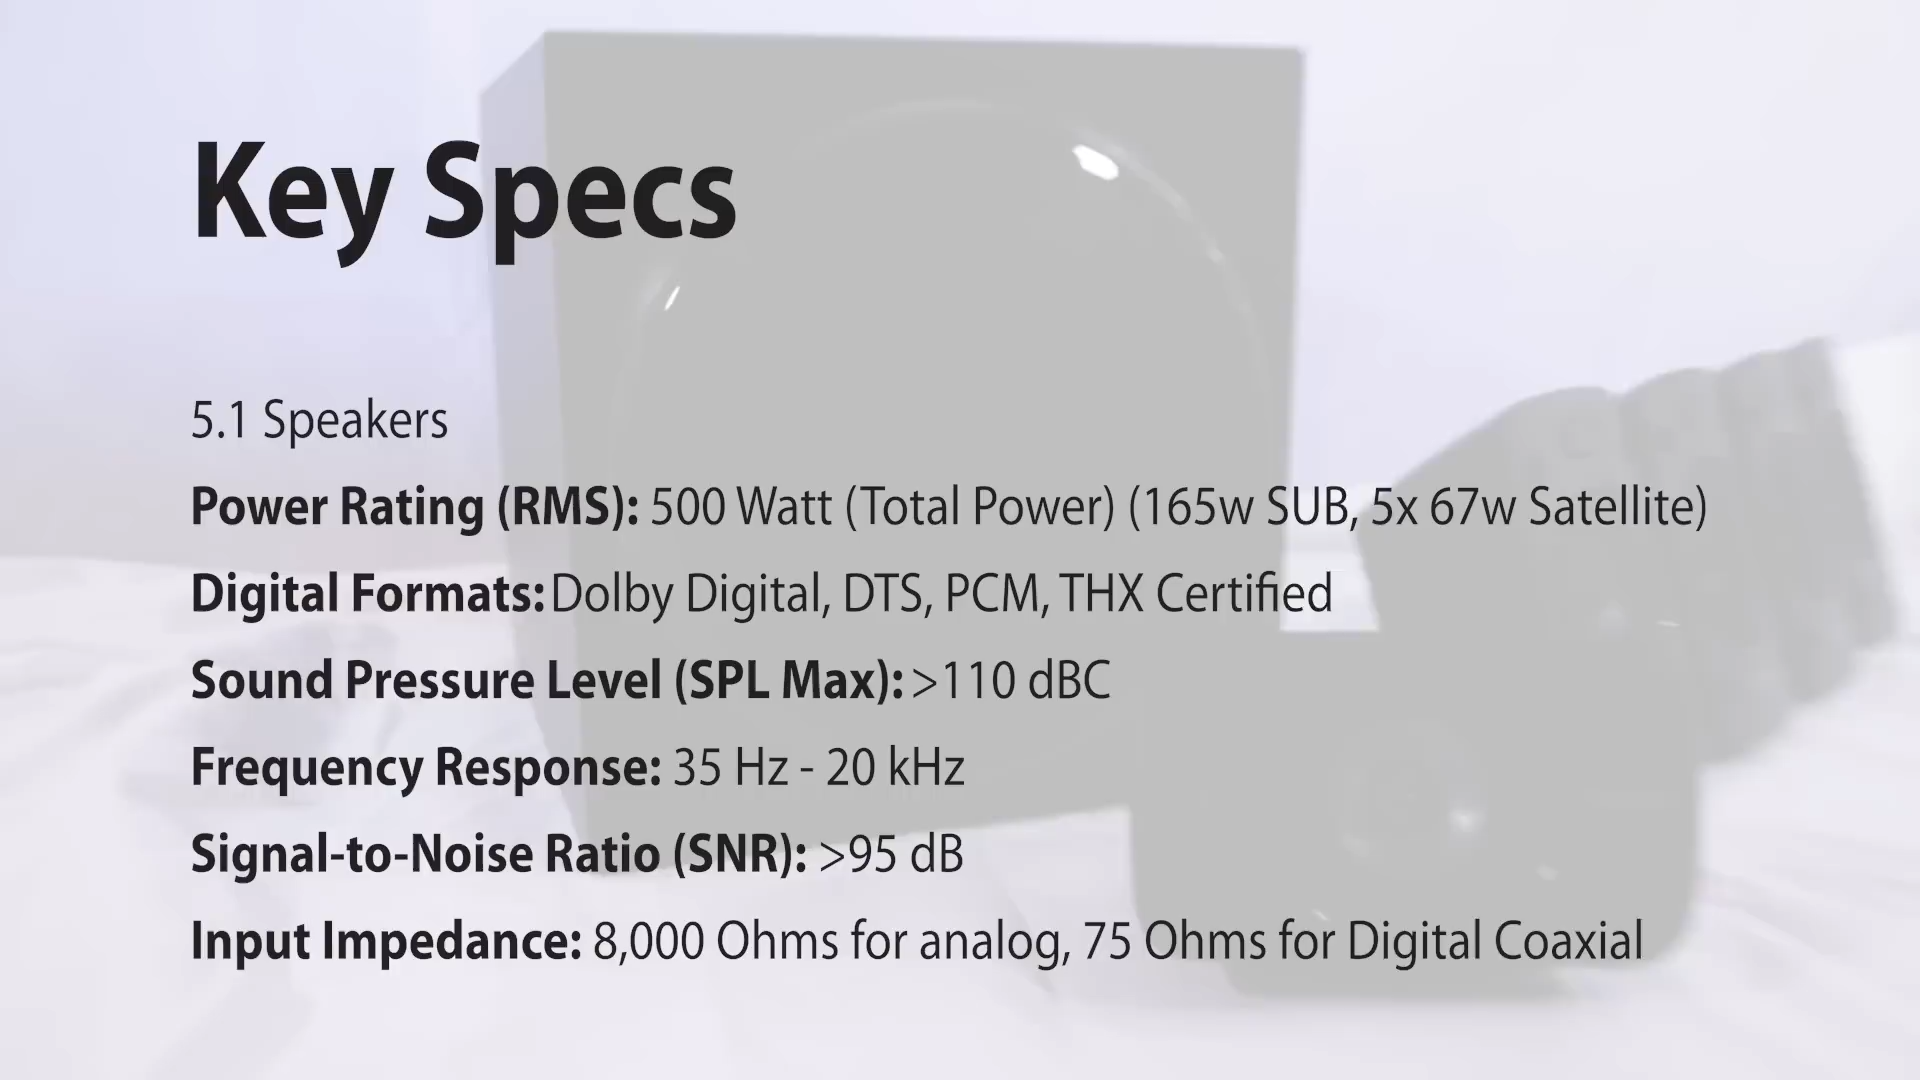 Key Specs
5.1 Speakers
Power Rating (RMS): 500 Watt (Total Power) (165w SUB, 5x 67w Satellite)
Digital Formats: Dolby Digital, DTS, PCM, THX Certified
Sound Pressure Level (SPL Max): >110 dBC
Frequency Response: 35 Hz - 20 kHz
Signal-to-Noise Ratio (SNR): >95 dB
Input Impedance: 8,000 Ohms for analog, 75 Ohms for Digital Coaxial